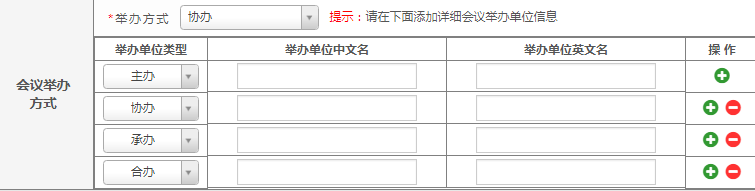 *举办方式 协办 提示：请在下面添加详细会议举办单位信息
举办单位类型 举办单位中文名 举办单位英文名 操 作
会议举办
方式
主办
协办
承办
合办